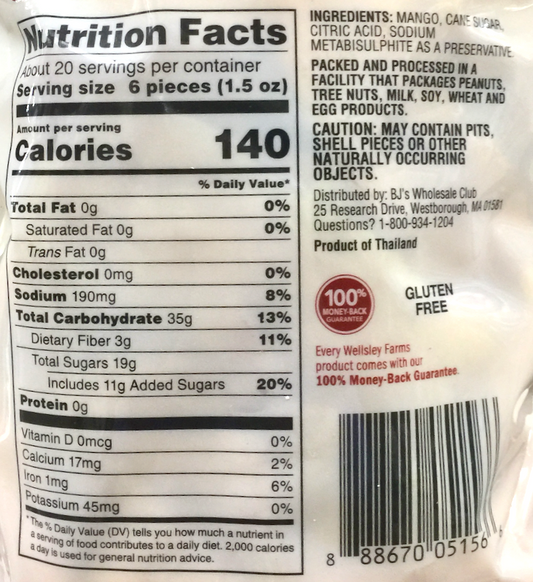 Nutrition Facts
About 20 servings per container
Serving size 6 pieces (1.5 oz)
Amount per serving
Calories 140
% Daily Value*
Total Fat 0g 0%
Saturated Fat 0g 0%
Trans Fat 0g
Cholesterol 0mg 0%
Sodium 190mg 8%
Total Carbohydrate 35g 13%
Dietary Fiber 3g 11%
Total Sugars 19g
Includes 11g Added Sugars 20%
Protein 0g
Vitamin D 0mcg 0%
Calcium 17mg 2%
Iron 1mg 6%
Potassium 45mg 0%
*The % Daily Value (DV) tells you how much a nutrient in
a serving of food contributes to a daily diet. 2,000 calories
a day is used for general nutrition advice.
INGREDIENTS: MANGO, CANE SUGAR,
CITRIC ACID, SODIUM
METABISULPHITE AS A PRESERVATIVE
PACKED AND PROCESSED IN A
FACILITY THAT PACKAGES PEANUTS,
TREE NUTS, MILK, SOY, WHEAT AND
EGG PRODUCTS.
CAUTION: MAY CONTAIN PITS,
SHELL PIECES OR OTHER
NATURALLY OCCURRING
OBJECTS.
Distributed by: BJ's Wholesale Club
25 Research Drive, Westborough, MA 01581
Questions? 1-800-934-1204
Product of Thailand
100%
MONEY-BACK
GUARANTEE
GLUTEN
FREE
Every Wellsley Farms
product comes with our
100% Money-Back Guarantee.
8 88670 05156